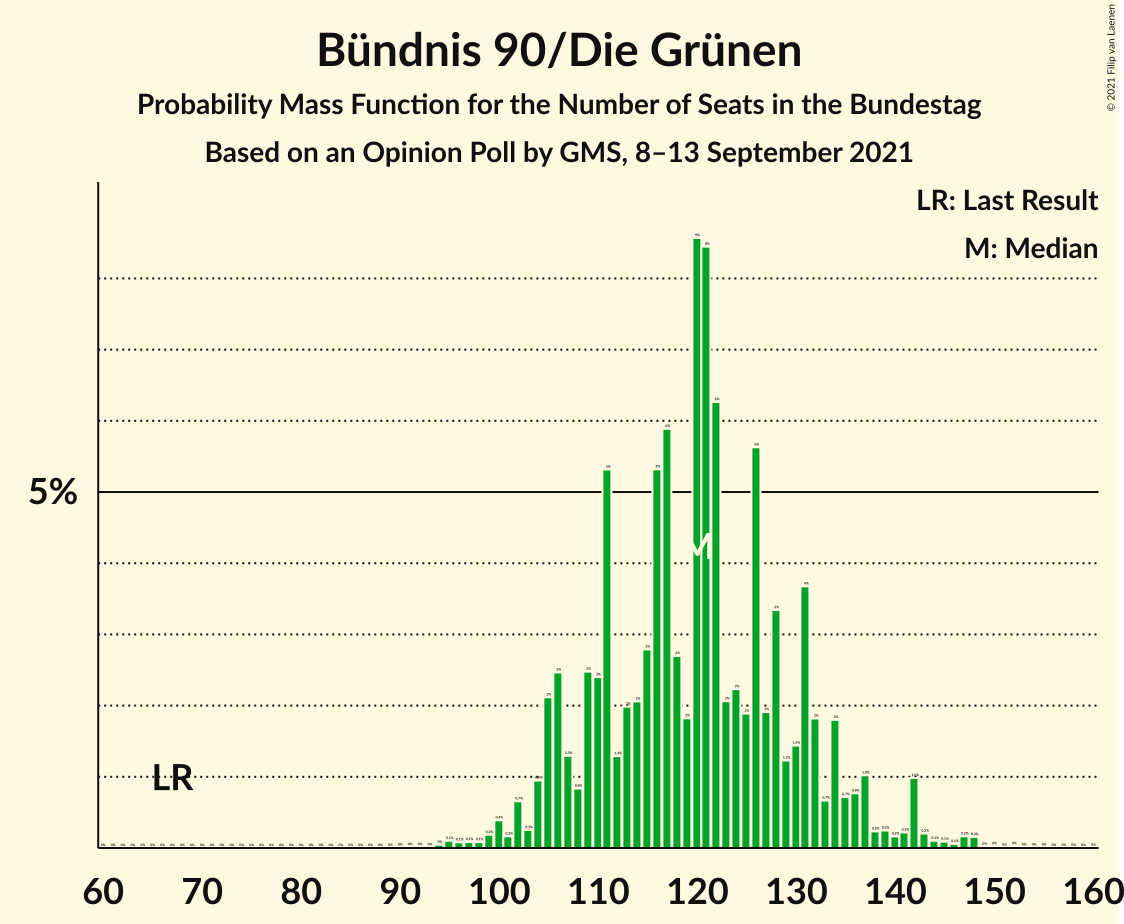 Bündnis 90/Die Grünen
Probability Mass Function for the Number of Seats in the Bundestag
Based on an Opinion Poll by GMS, 8–13 September 2021
© 2021 Filip van Laenen
LR: Last Result
M: Median
5%
M
LR
60 70 80 90 100 110 120 130 140 150 160